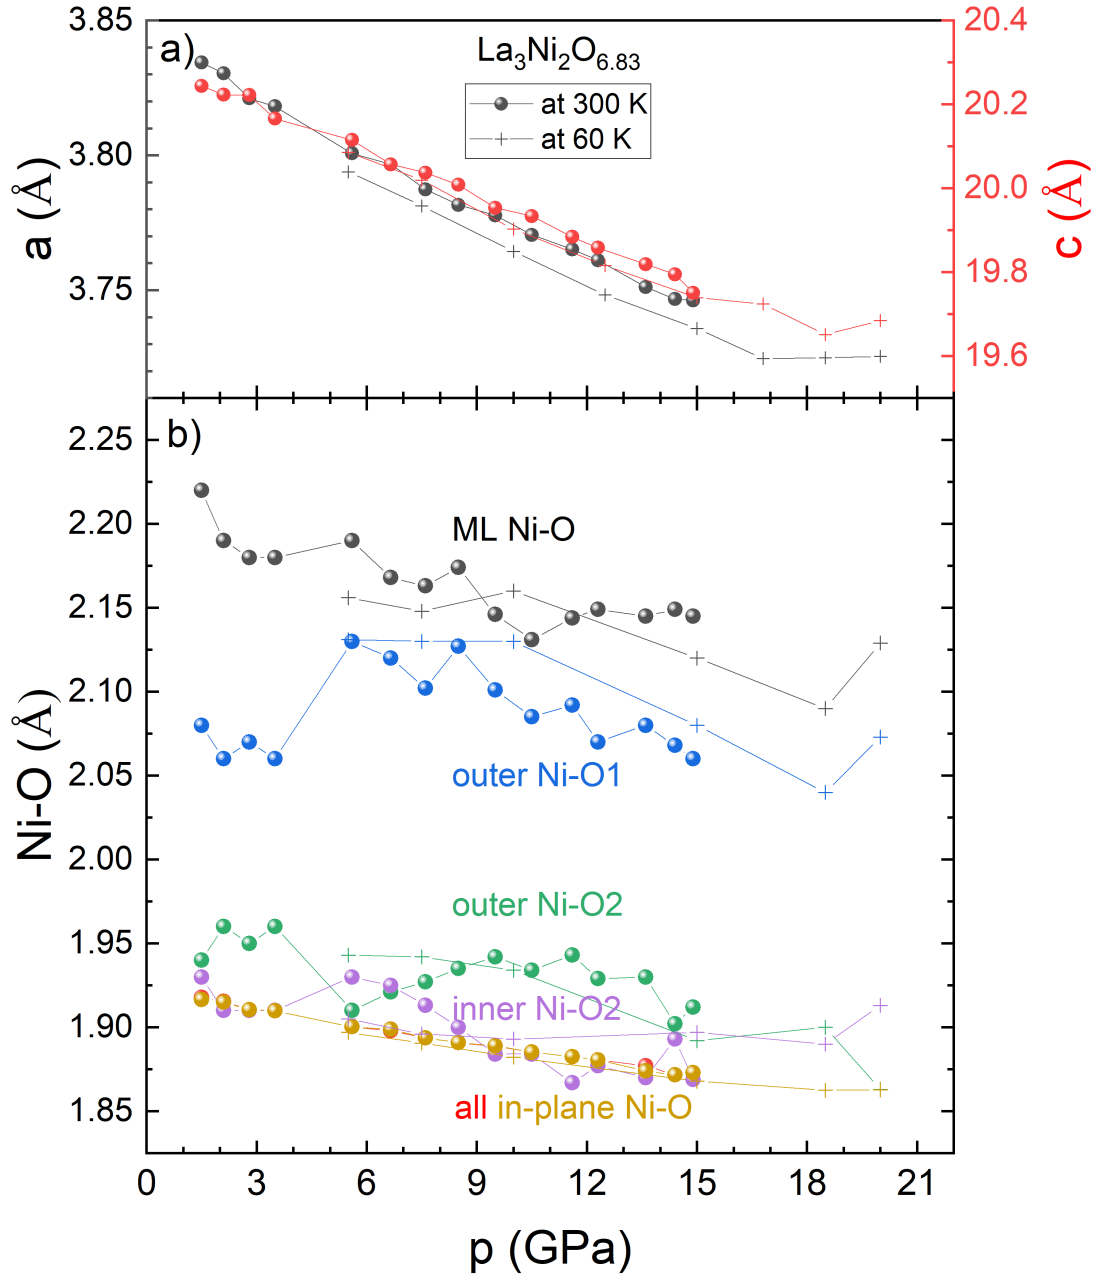 a)
La₃Ni₂O₆.₈₃
at 300 K
at 60 K
3.85
3.80
3.75
a (Å)
20.4
20.2
20.0
19.8
19.6
c (Å)
b)
2.25
2.20
2.15
2.10
2.05
2.00
1.95
1.90
1.85
Ni-O (Å)
ML Ni-O
outer Ni-O1
outer Ni-O2
inner Ni-O2
all in-plane Ni-O
0 3 6 9 12 15 18 21
p (GPa)